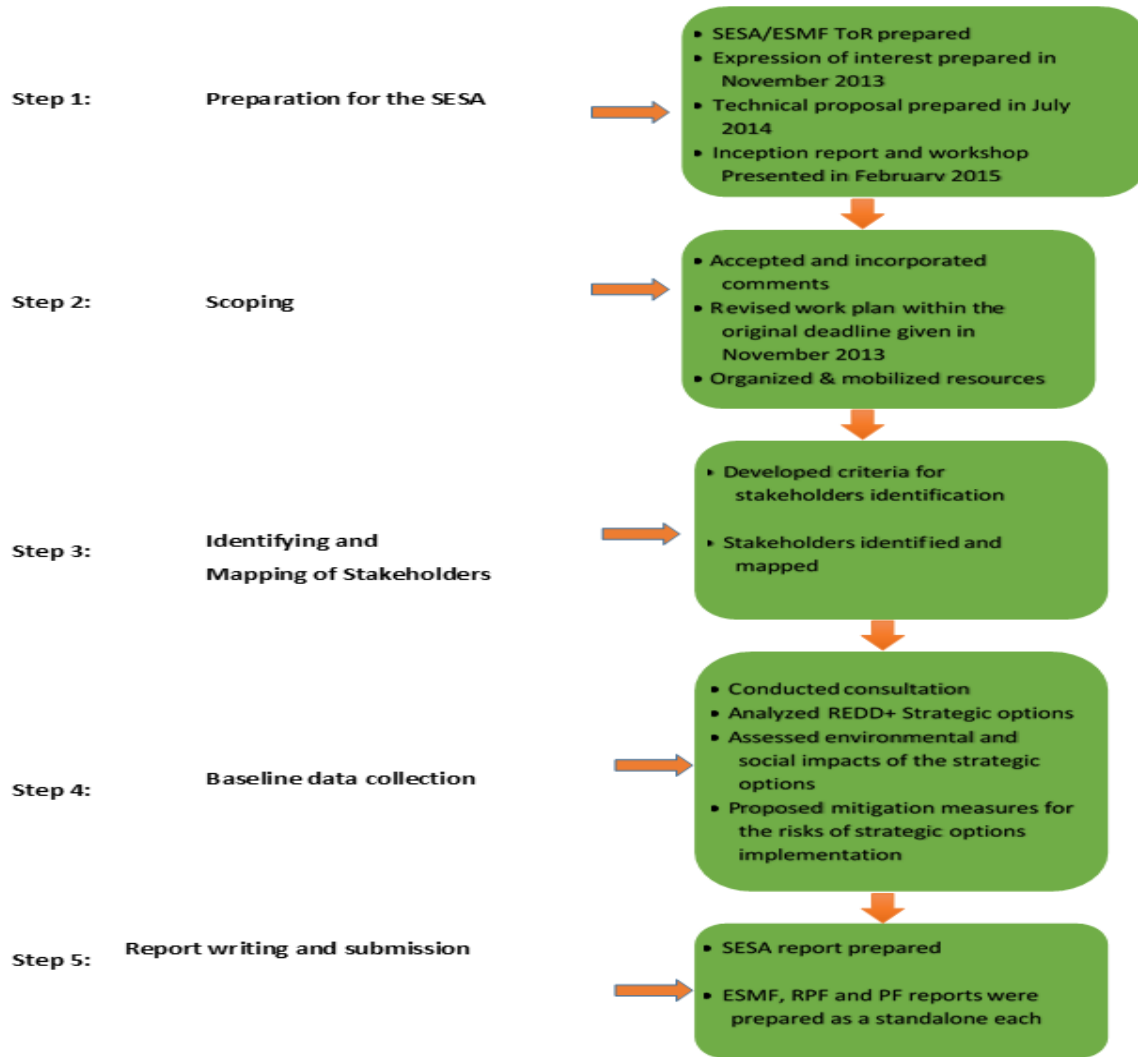 Step 1:
Preparation for the SESA
• SESA/ESMF ToR prepared
• Expression of interest prepared in
November 2013
• Technical proposal prepared in July
2014
• Inception report and workshop
Presented in February 2015
Step 2:
Scoping
• Accepted and incorporated
comments
• Revised work plan within the
original deadline given in
November 2013
• Organized & mobilized resources
Step 3:
Identifying and
Mapping of Stakeholders
• Developed criteria for
stakeholders identification
• Stakeholders identified and
mapped
Step 4:
Baseline data collection
• Conducted consultation
• Analyzed REDD+ Strategic options
• Assessed environmental and
social impacts of the strategic
options
• Proposed mitigation measures for
the risks of strategic options
implementation
Step 5:
Report writing and submission
• SESA report prepared
• ESMF, RPF and PF reports were
prepared as a standalone each